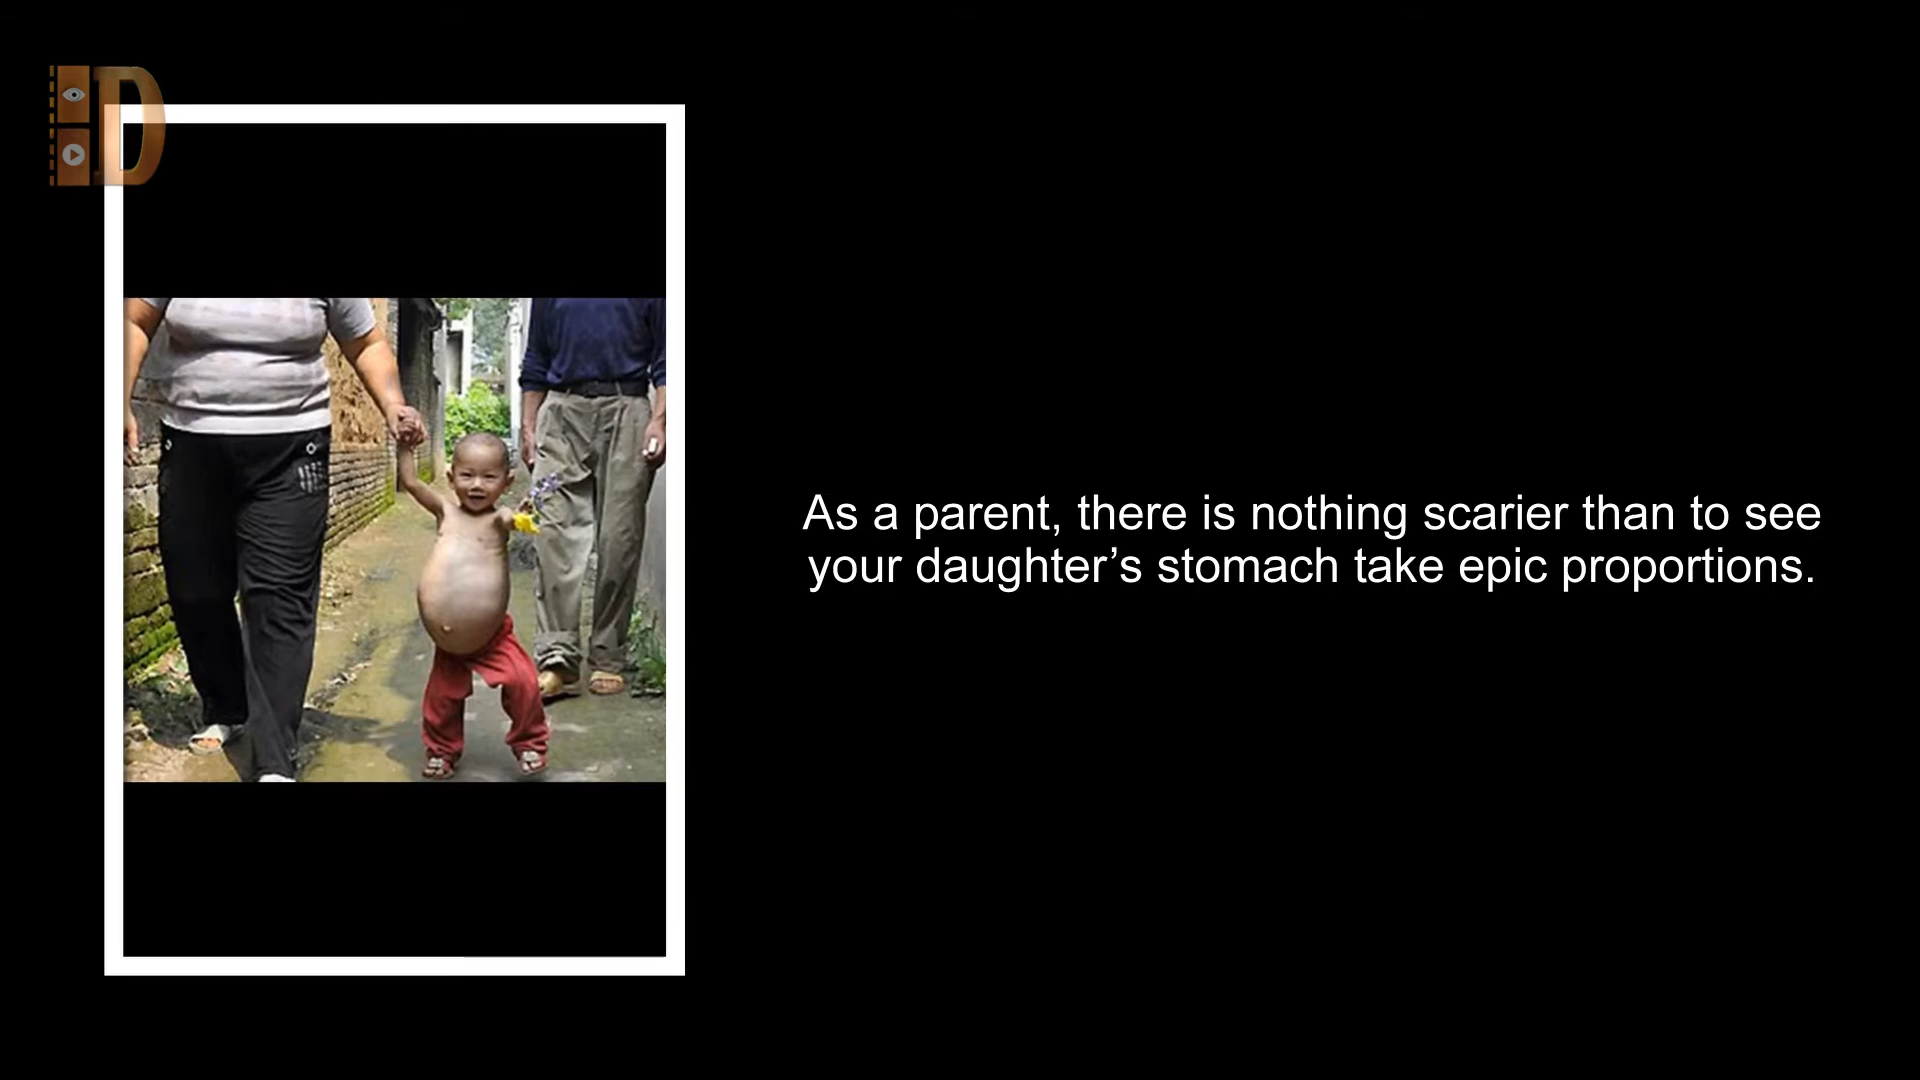 D
As a parent, there is nothing scarier than to see
your daughter’s stomach take epic proportions.